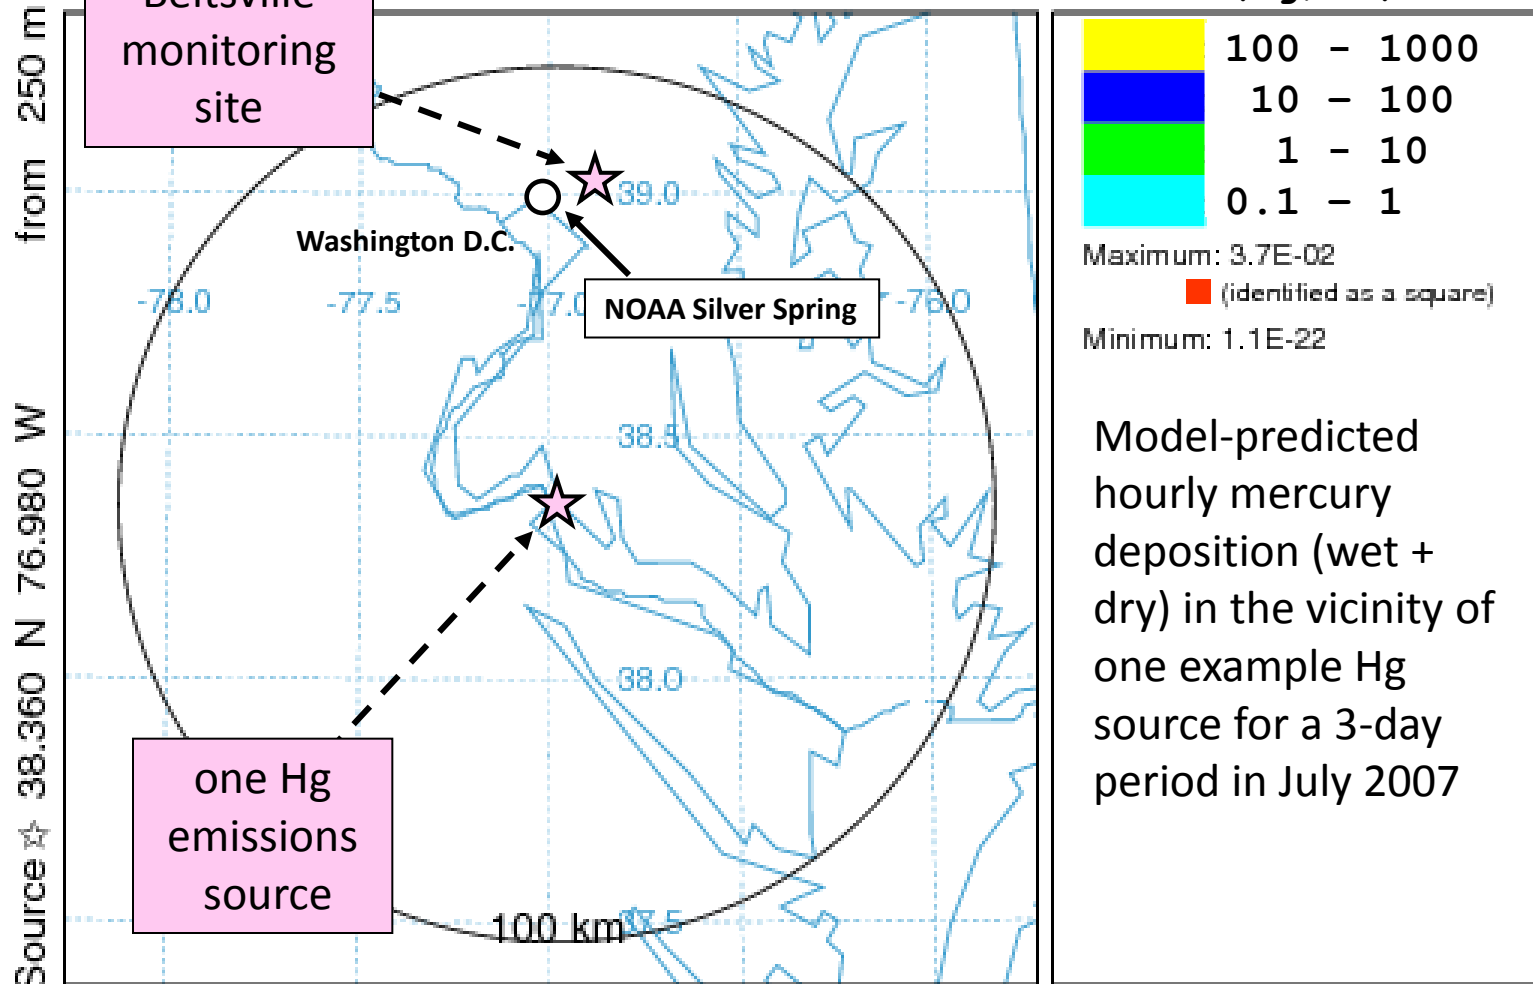 Beltsville
monitoring
site
from 250 m
Source ☆ 38.360 N 76.980 W
39.0
Washington D.C.
-78.0
-77.5
-77.0
-76.0
NOAA Silver Spring
38.5
38.0
one Hg
emissions
source
100 km
37.5
100 – 1000
10 – 100
1 – 10
0.1 – 1
Maximum: 3.7E-02
(identified as a square)
Minimum: 1.1E-22
Model-predicted
hourly mercury
deposition (wet +
dry) in the vicinity of
one example Hg
source for a 3-day
period in July 2007